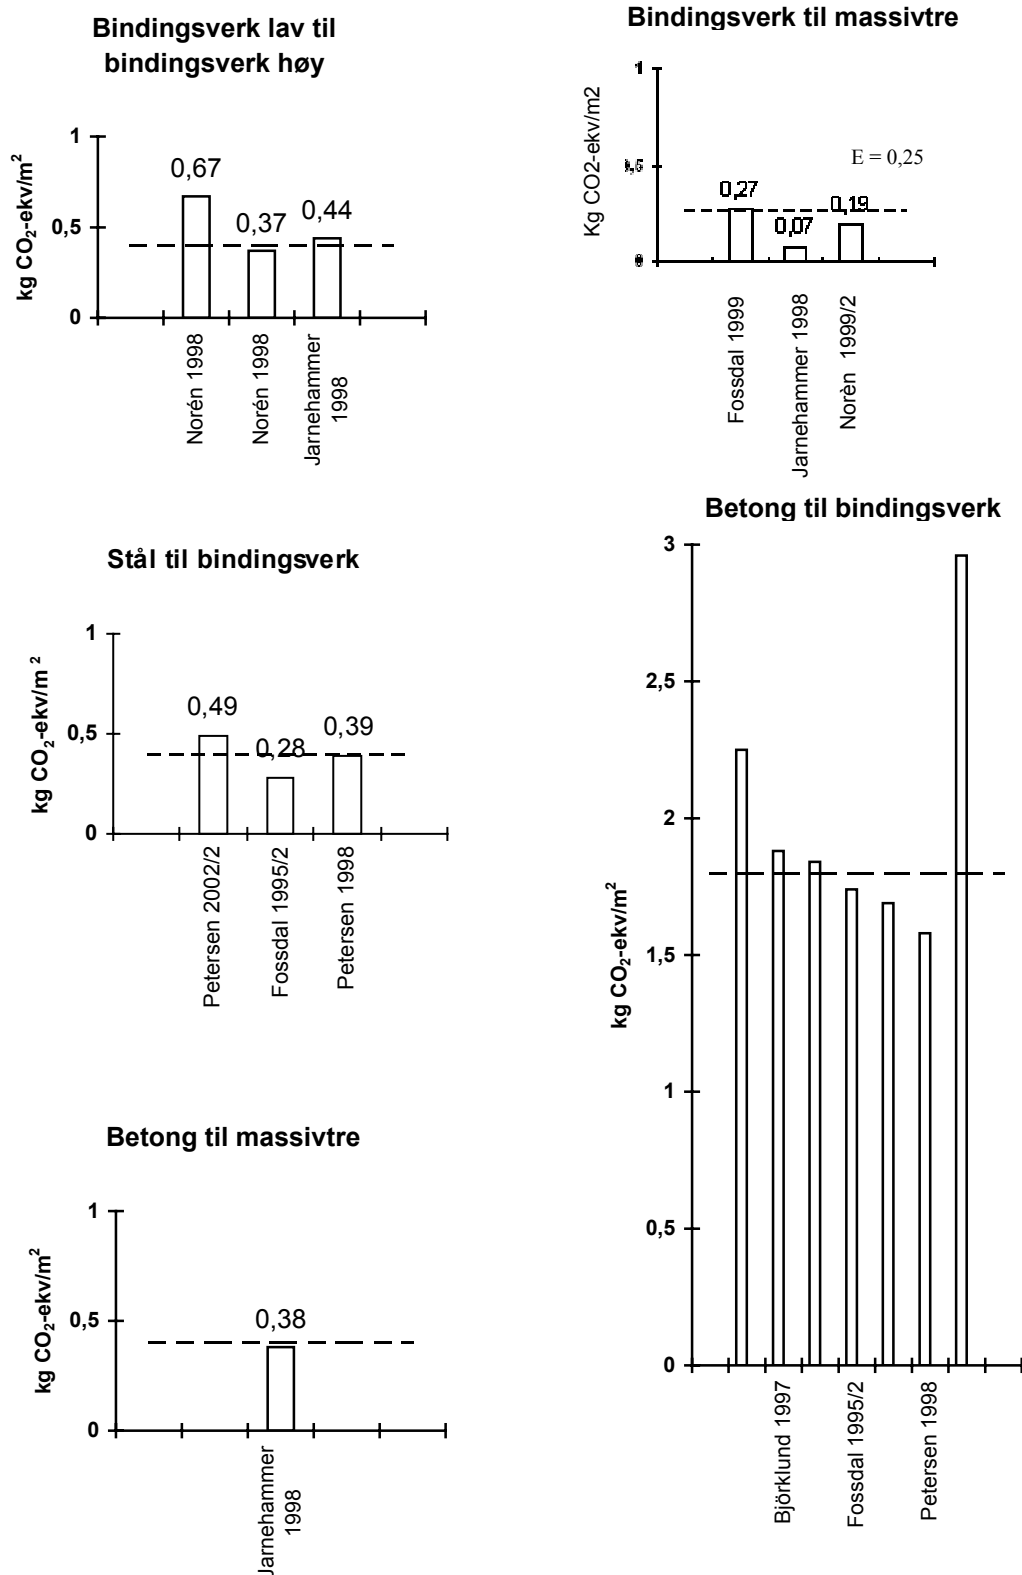 Bindingsverk lav til
bindingsverk høy
kg CO₂-ekv/m²
1
0,5
0
0,67
0,37
0,44
Norén 1998
Norén 1998
Jarnehammer
1998
Bindingsverk til massivtre
Kg CO2-ekv/m2
1
E = 0,25
0,27
0,07
0,19
Fossdal 1999
Jarnehammer 1998
Norèn 1999/2
Stål til bindingsverk
kg CO₂-ekv/m²
1
0,5
0
0,49
0,28
0,39
Petersen 2002/2
Fossdal 1995/2
Petersen 1998
Betong til bindingsverk
kg CO₂-ekv/m²
3
2,5
2
1,5
1
0,5
0
Björklund 1997
Fossdal 1995/2
Petersen 1998
Betong til massivtre
kg CO₂-ekv/m²
1
0,5
0
0,38
Jarnehammer
1998